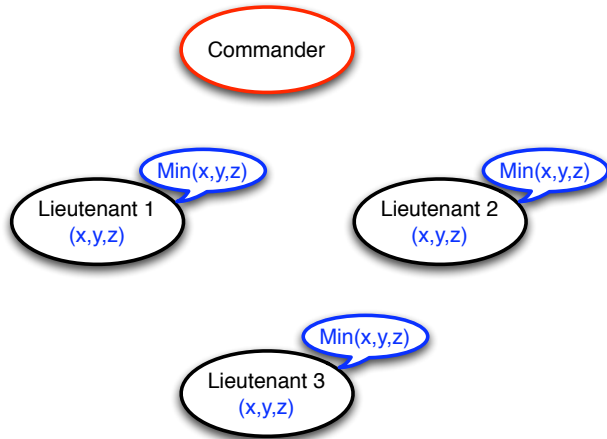 Commander
Min(x,y,z)
Min(x,y,z)
Lieutenant 1
(x,y,z)
Lieutenant 2
(x,y,z)
Min(x,y,z)
Lieutenant 3
(x,y,z)